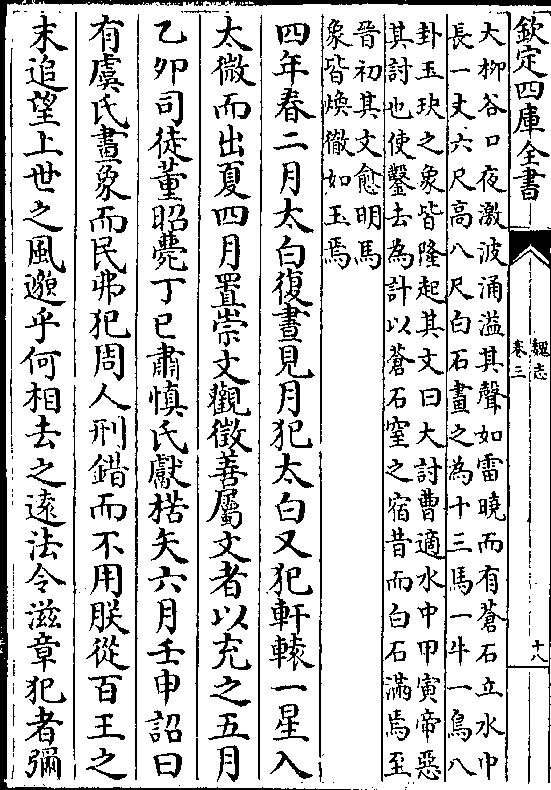 欽定四庫全書
魏志
卷三
十八
大柳谷口夜激波涌溢其聲如雷曉而有蒼石立水中
長一丈六尺高八尺白石畫之為十三馬一牛一鳥八
卦玉玦之象皆隆起其文曰大討曹適水中甲寅帝惡
其討也使鑿去為計以蒼石窒之宿昔而白石滿焉至
晉初其文愈明馬
象皆煥徹如玉焉
四年春二月太白復晝見月犯太白又犯軒轅一星入
太微而出夏四月置崇文觀徵善屬文者以充之五月
乙卯司徒董昭薨丁巳肅慎氏獻楛矢六月壬申詔曰
有虞氏畫象而民弗犯周人刑錯而不用朕從百王之
末追望上世之風邈乎何相去之遠法令滋章犯者彌